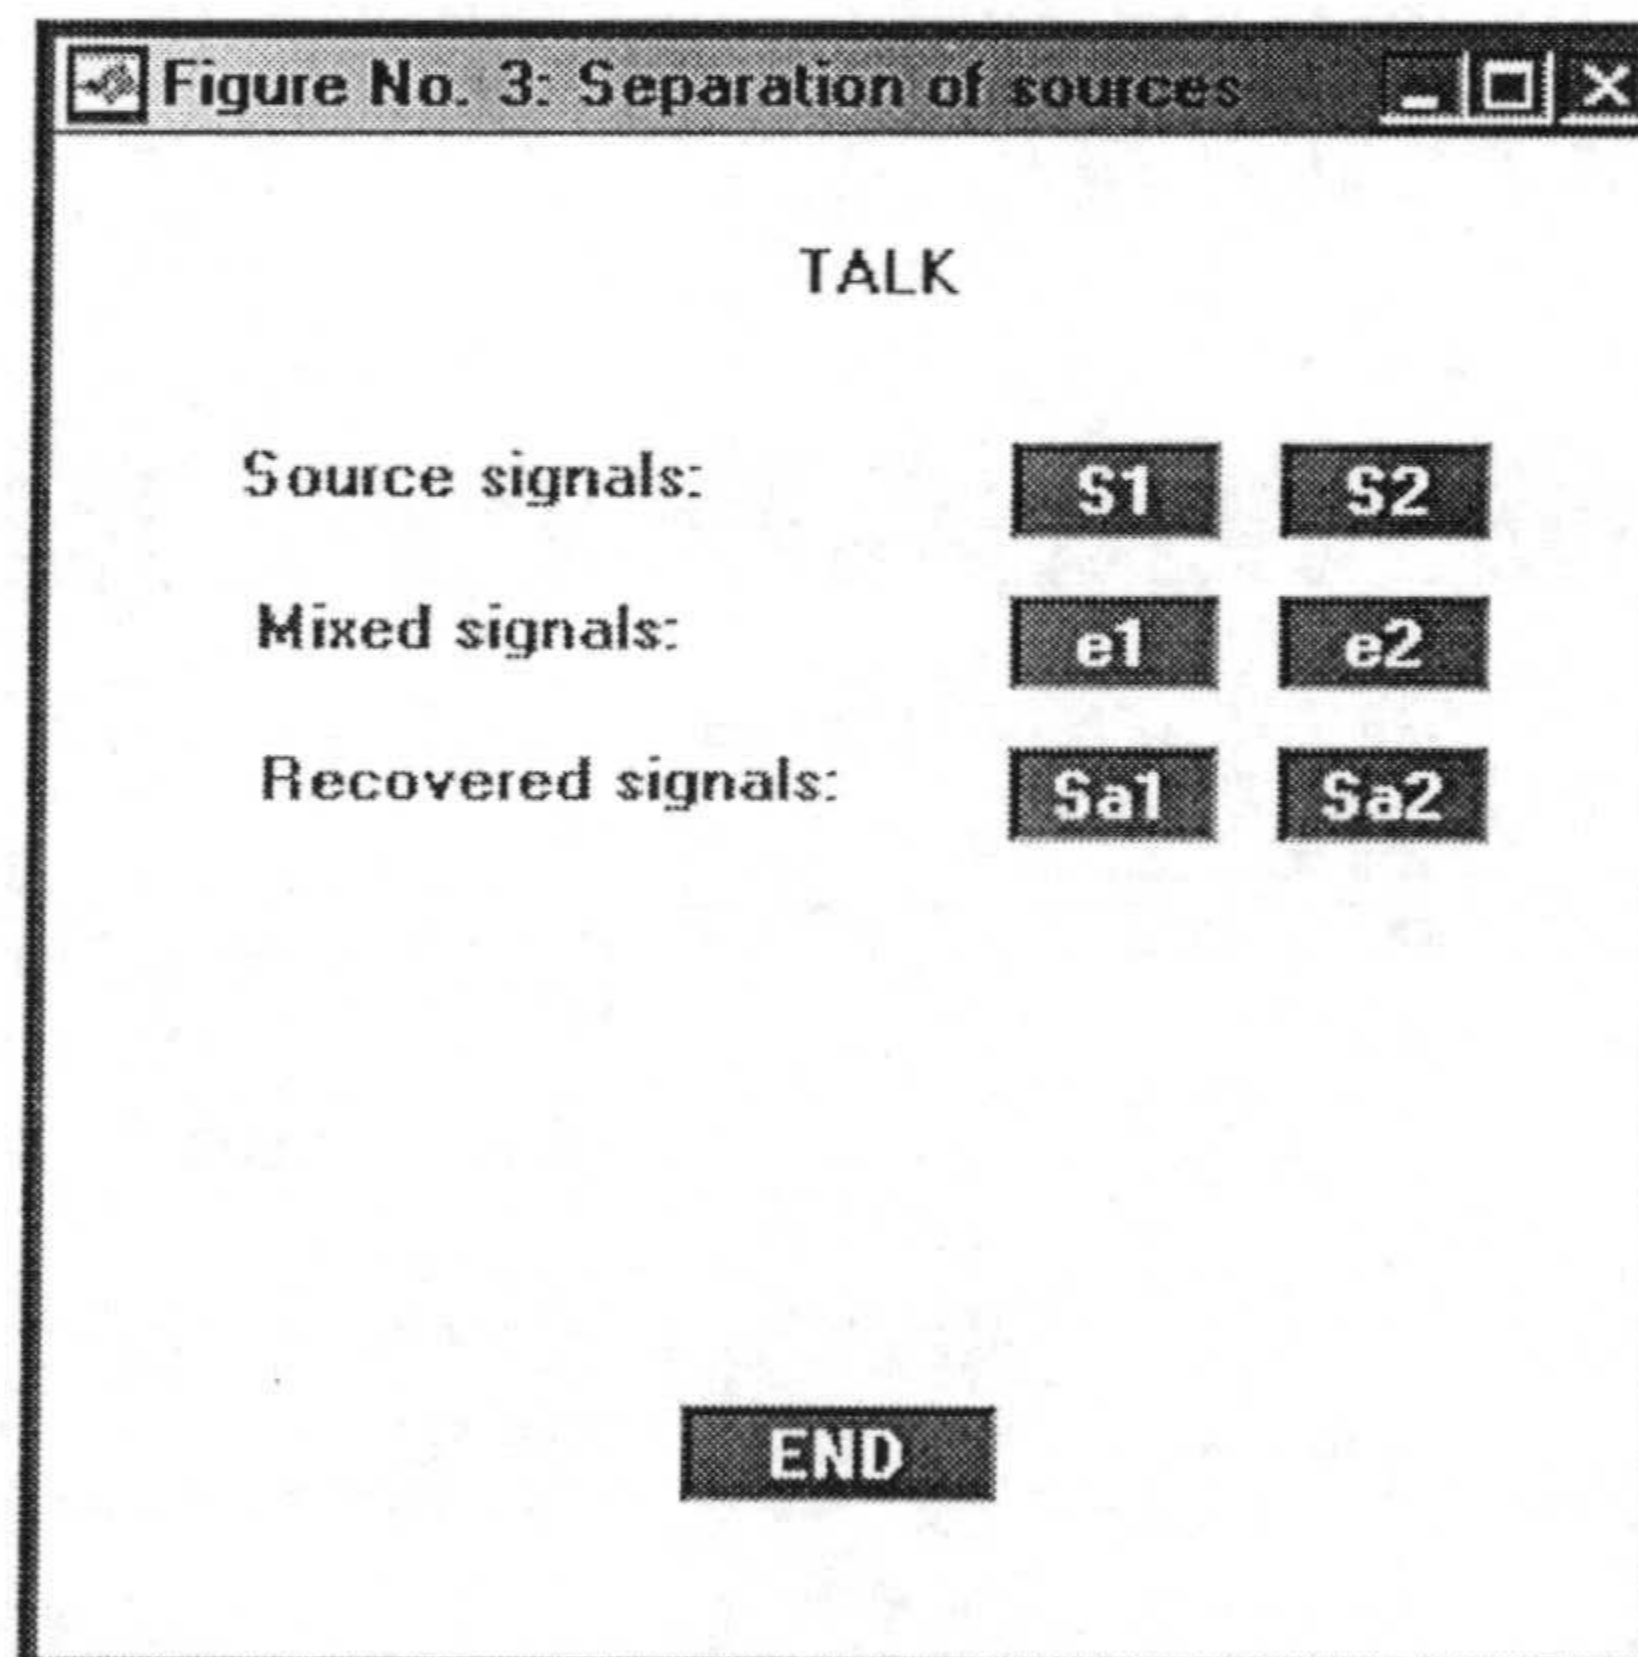 Figure No. 3: Separation of sources
TALK
Source signals: S1 S2
Mixed signals: e1 e2
Recovered signals: Sa1 Sa2
END